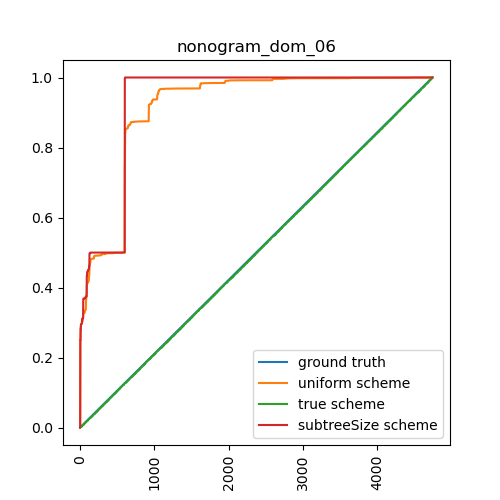 nonogram_dom_06
1.0
0.8
0.6
0.4
0.2
0.0
ground truth
uniform scheme
true scheme
subtreeSize scheme
0
1000
2000
3000
4000